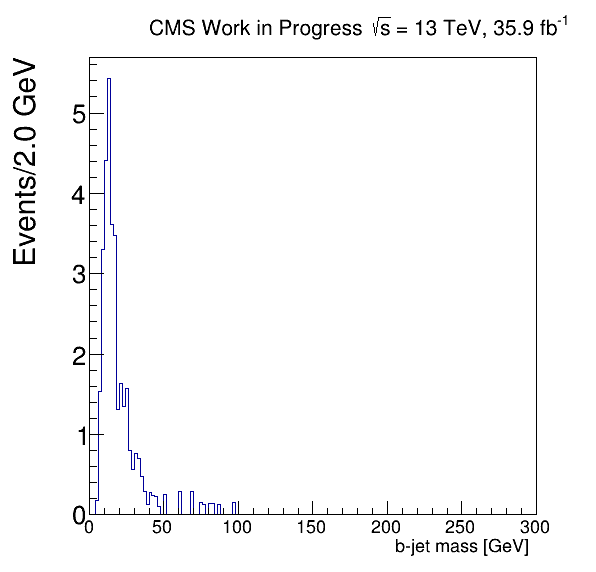 CMS Work in Progress √s = 13 TeV, 35.9 fb⁻¹
Events/2.0 GeV
5
4
3
2
1
0
0 50 100 150 200 250 300
b-jet mass [GeV]